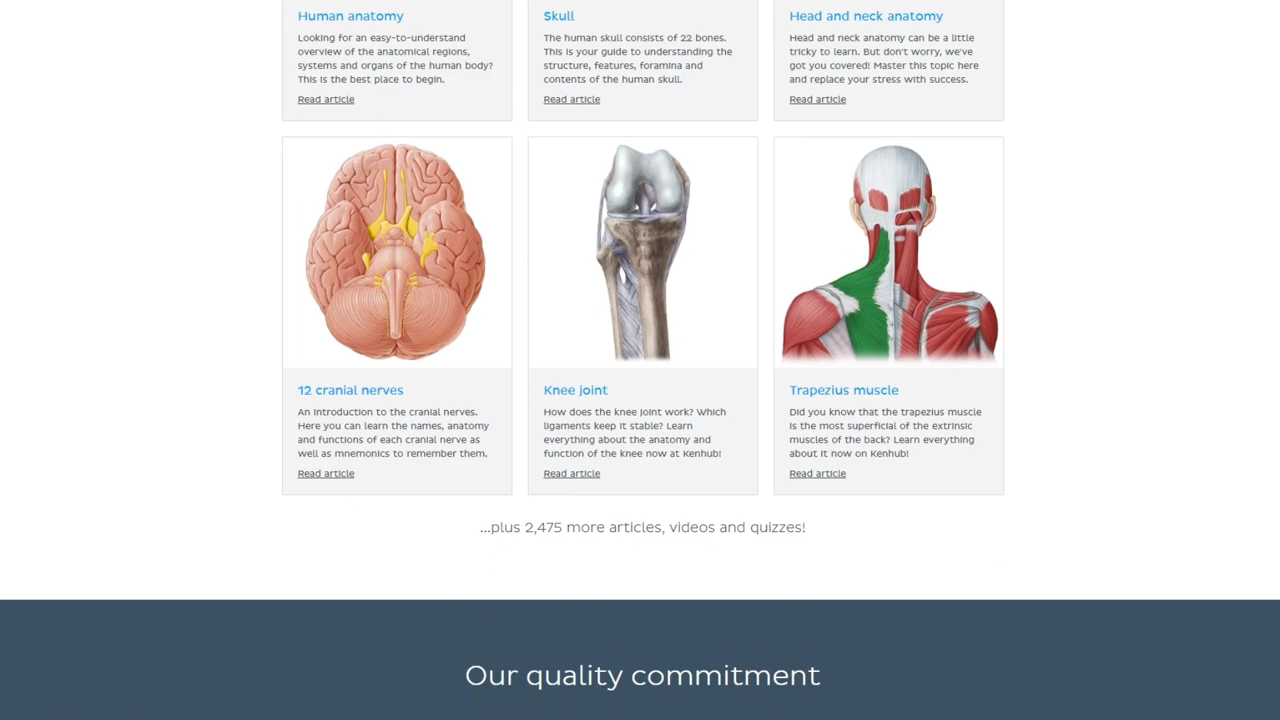 Human anatomy
Looking for an easy-to-understand
overview of the anatomical regions,
systems and organs of the human body?
This is the best place to begin.
Read article
Skull
The human skull consists of 22 bones.
This is your guide to understanding the
structure, features, foramina and
contents of the human skull.
Read article
Head and neck anatomy
Head and neck anatomy can be a little
tricky to learn. But don't worry, we've
got you covered! Master this topic here
and replace your stress with success.
Read article
12 cranial nerves
An introduction to the cranial nerves.
Here you can learn the names, anatomy
and functions of each cranial nerve as
well as mnemonics to remember them.
Read article
Knee joint
How does the knee joint work? Which
ligaments keep it stable? Learn
everything about the anatomy and
function of the knee now at Kenhub!
Read article
Trapezius muscle
Did you know that the trapezius muscle
is the most superficial of the extrinsic
muscles of the back? Learn everything
about it now on Kenhub!
Read article
...plus 2,475 more articles, videos and quizzes!
Our quality commitment